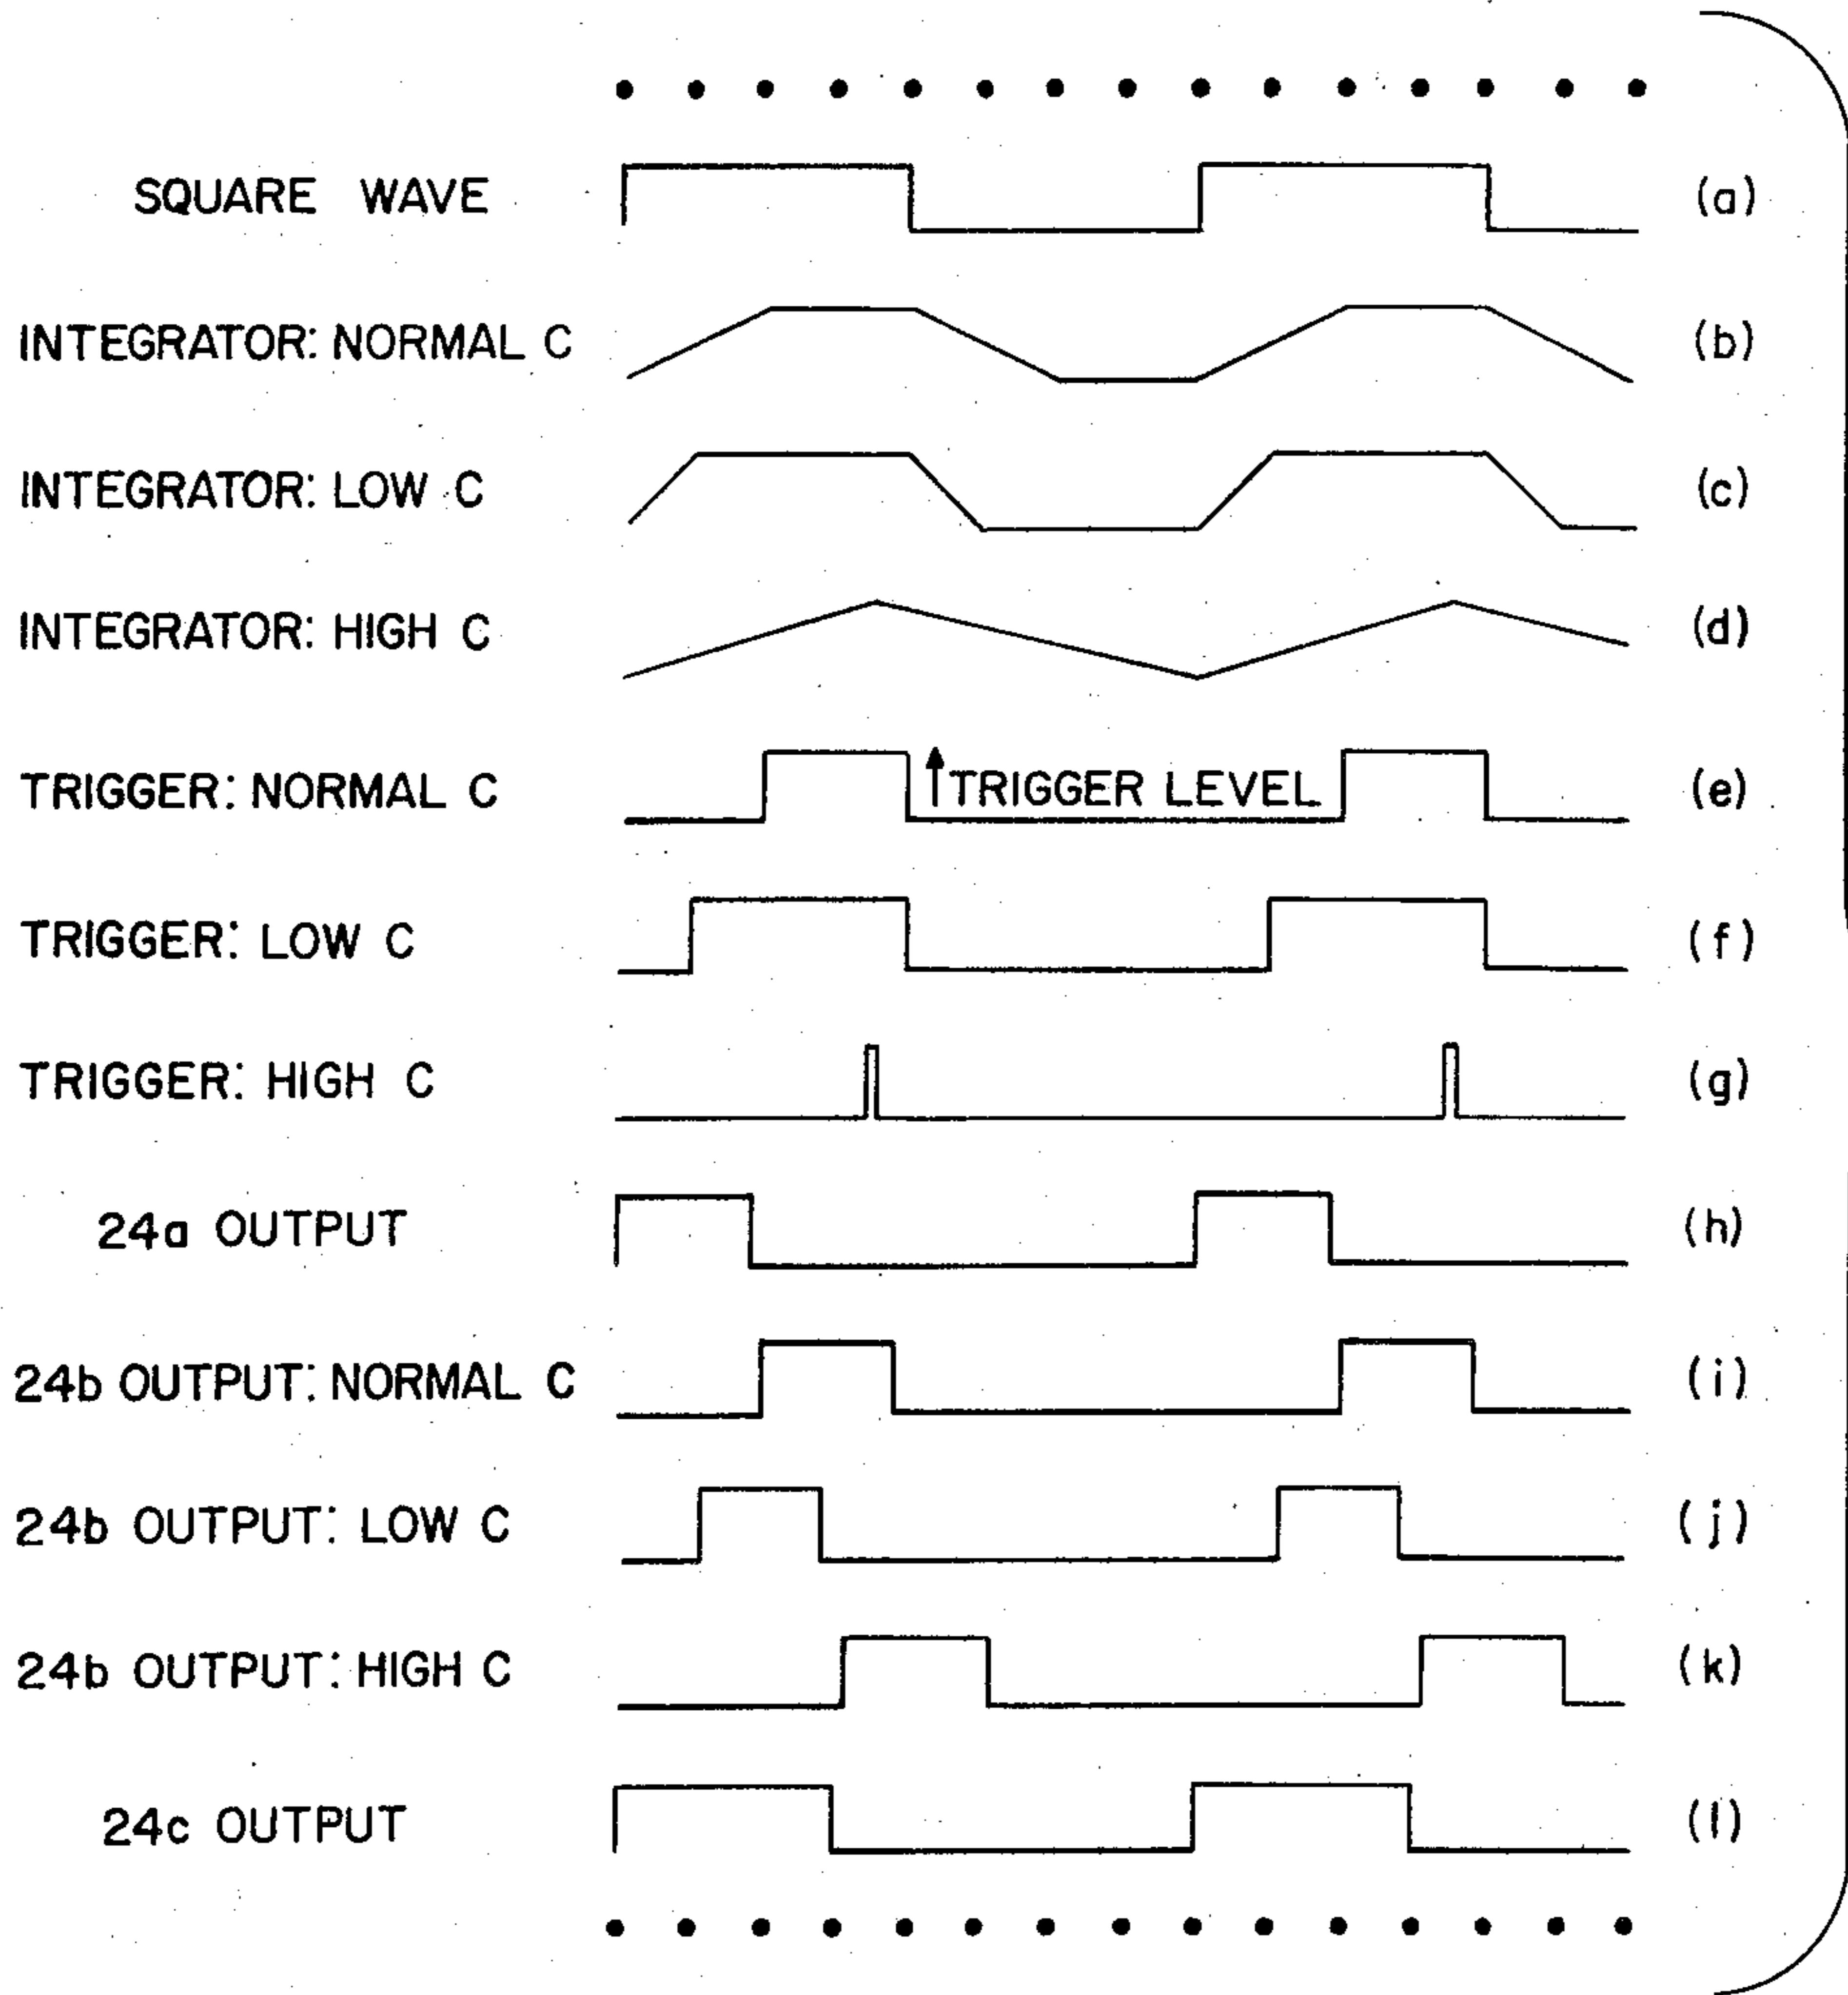 SQUARE WAVE (a)
INTEGRATOR: NORMAL C (b)
INTEGRATOR: LOW C (c)
INTEGRATOR: HIGH C (d)
TRIGGER: NORMAL C TRIGGER LEVEL (e)
TRIGGER: LOW C (f)
TRIGGER: HIGH C (g)
24a OUTPUT (h)
24b OUTPUT: NORMAL C (i)
24b OUTPUT: LOW C (j)
24b OUTPUT: HIGH C (k)
24c OUTPUT (l)